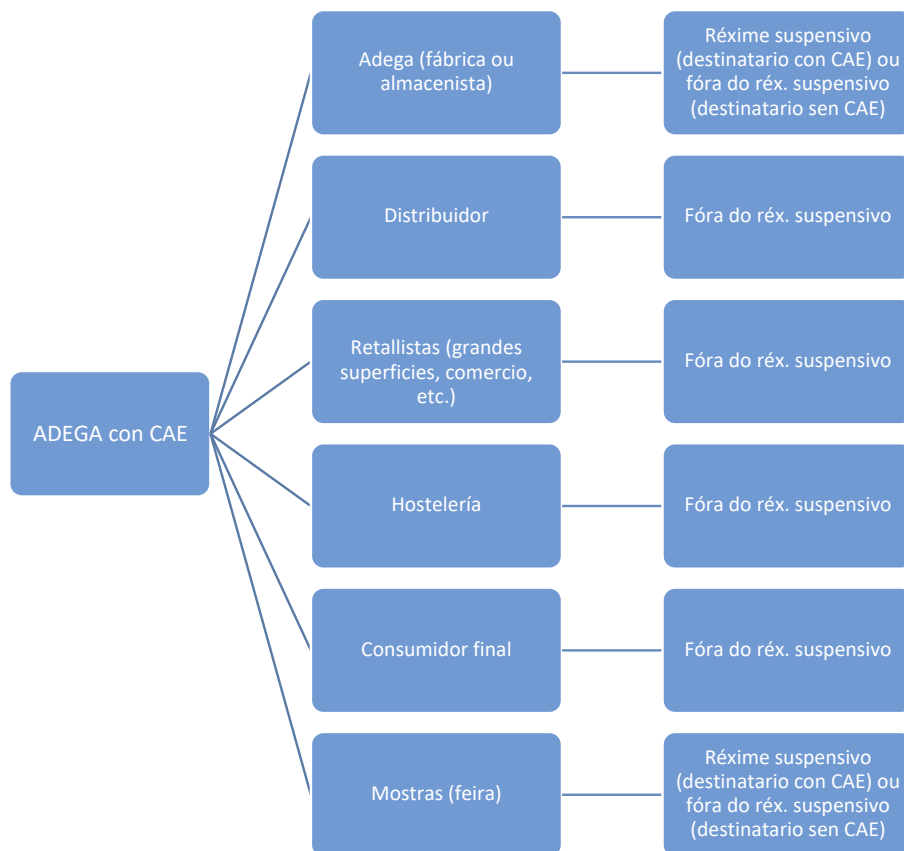 ADEGA con CAE
Adega (fábrica ou
almacenista)
Réxime suspensivo
(destinatario con CAE) ou
fóra do réx. suspensivo
(destinatario sen CAE)
Distribuidor
Fóra do réx. suspensivo
Retallistas (grandes
superficies, comercio,
etc.)
Fóra do réx. suspensivo
Hostelería
Fóra do réx. suspensivo
Consumidor final
Fóra do réx. suspensivo
Mostras (feira)
Réxime suspensivo
(destinatario con CAE) ou
fóra do réx. suspensivo
(destinatario sen CAE)